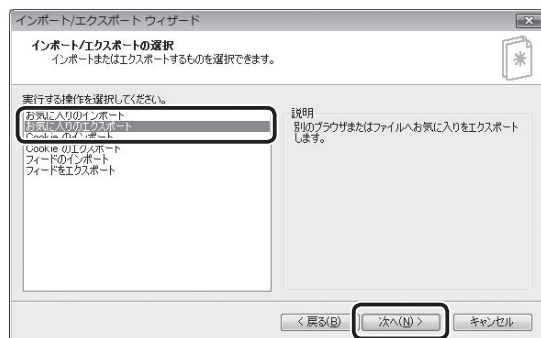 インポート/エクスポート ウィザード
インポート/エクスポートの選択
インポートまたはエクスポートするものを選択できます。
実行する操作を選択してください。
お気に入りのインポート
お気に入りのエクスポート
Cookie のインポート
Cookie のエクスポート
フィードのインポート
フィードをエクスポート
説明
別のブラウザまたはファイルへお気に入りをエクスポート
します。
< 戻る(B)
次へ(N) >
キャンセル